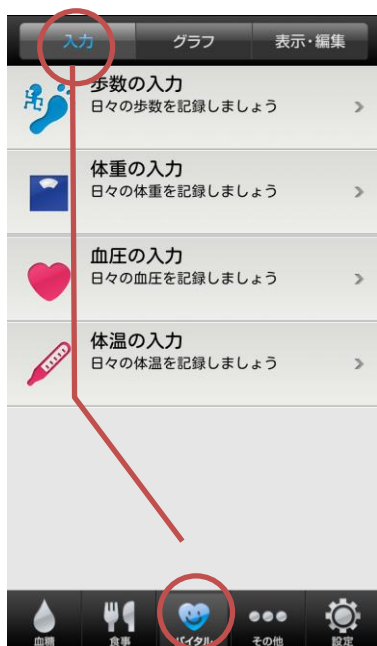 入力 グラフ 表示・編集
歩数の入力
日々の歩数を記録しましょう
体重の入力
日々の体重を記録しましょう
血圧の入力
日々の血圧を記録しましょう
体温の入力
日々の体温を記録しましょう
血糖 食事 バイタル その他 設定